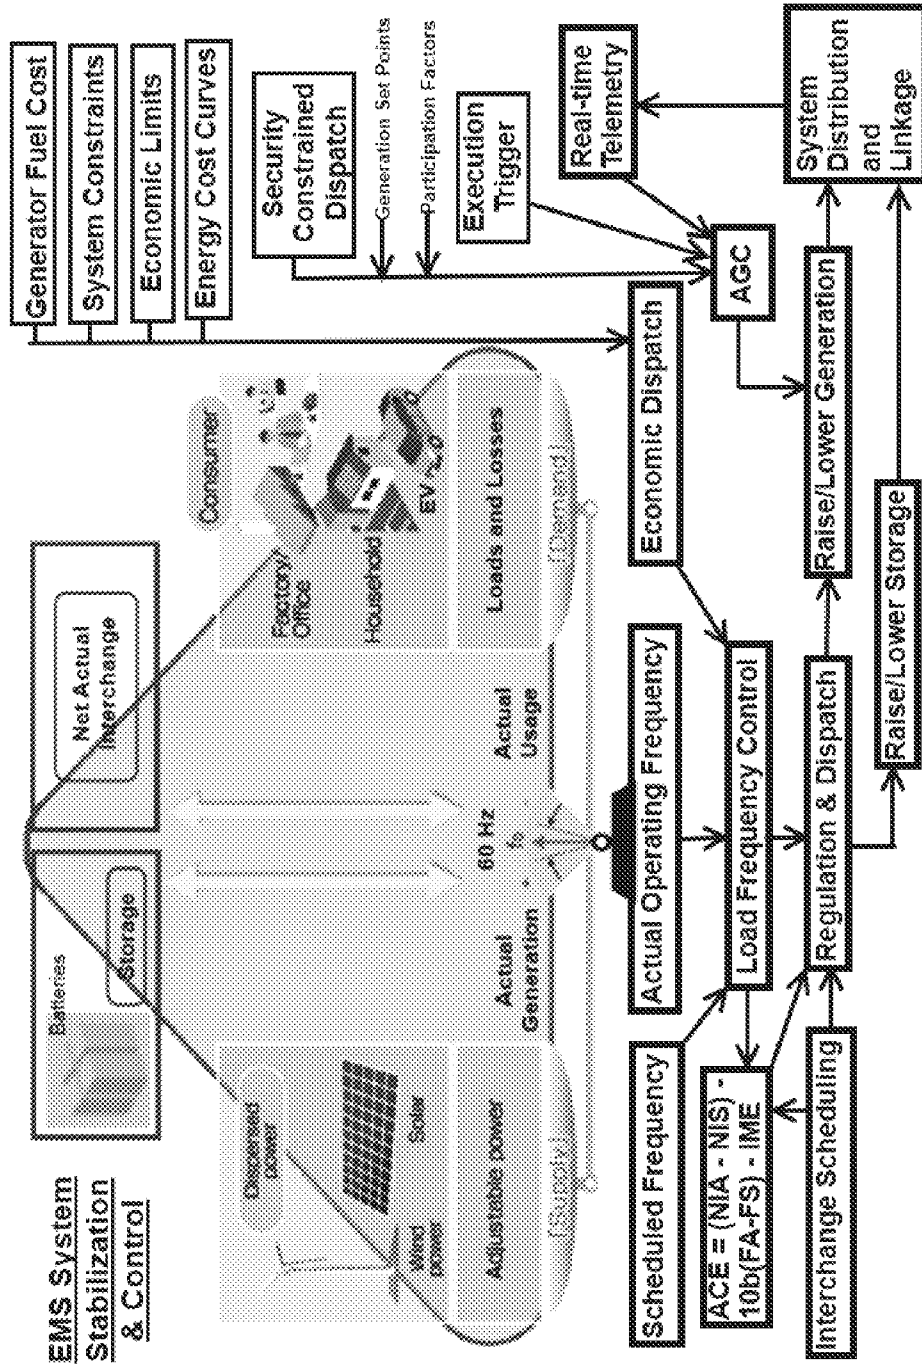 EMS System
Stabilization
& Control
Batteries
Storage
Net Actual
Interchange
Generator Fuel Cost
System Constraints
Economic Limits
Energy Cost Curves
Dispersed
power
Wind
power
Solar
Adjustable power
[Supply]
Actual
Generation
60 Hz
f₀
Actual
Usage
Consumer
Factory/
Office
Household
EV
Loads and Losses
[Demend]
Security
Constrained
Dispatch
Generation Set Points
Participation Factors
Execution
Trigger
Real-time
Telemetry
Scheduled Frequency
Actual Operating Frequency
Economic Dispatch
AGC
ACE = (NIA - NIS) -
10b(FA-FS) - IME
Load Frequency Control
Interchange Scheduling
Regulation & Dispatch
Raise/Lower Generation
Raise/Lower Storage
System
Distribution
and
Linkage